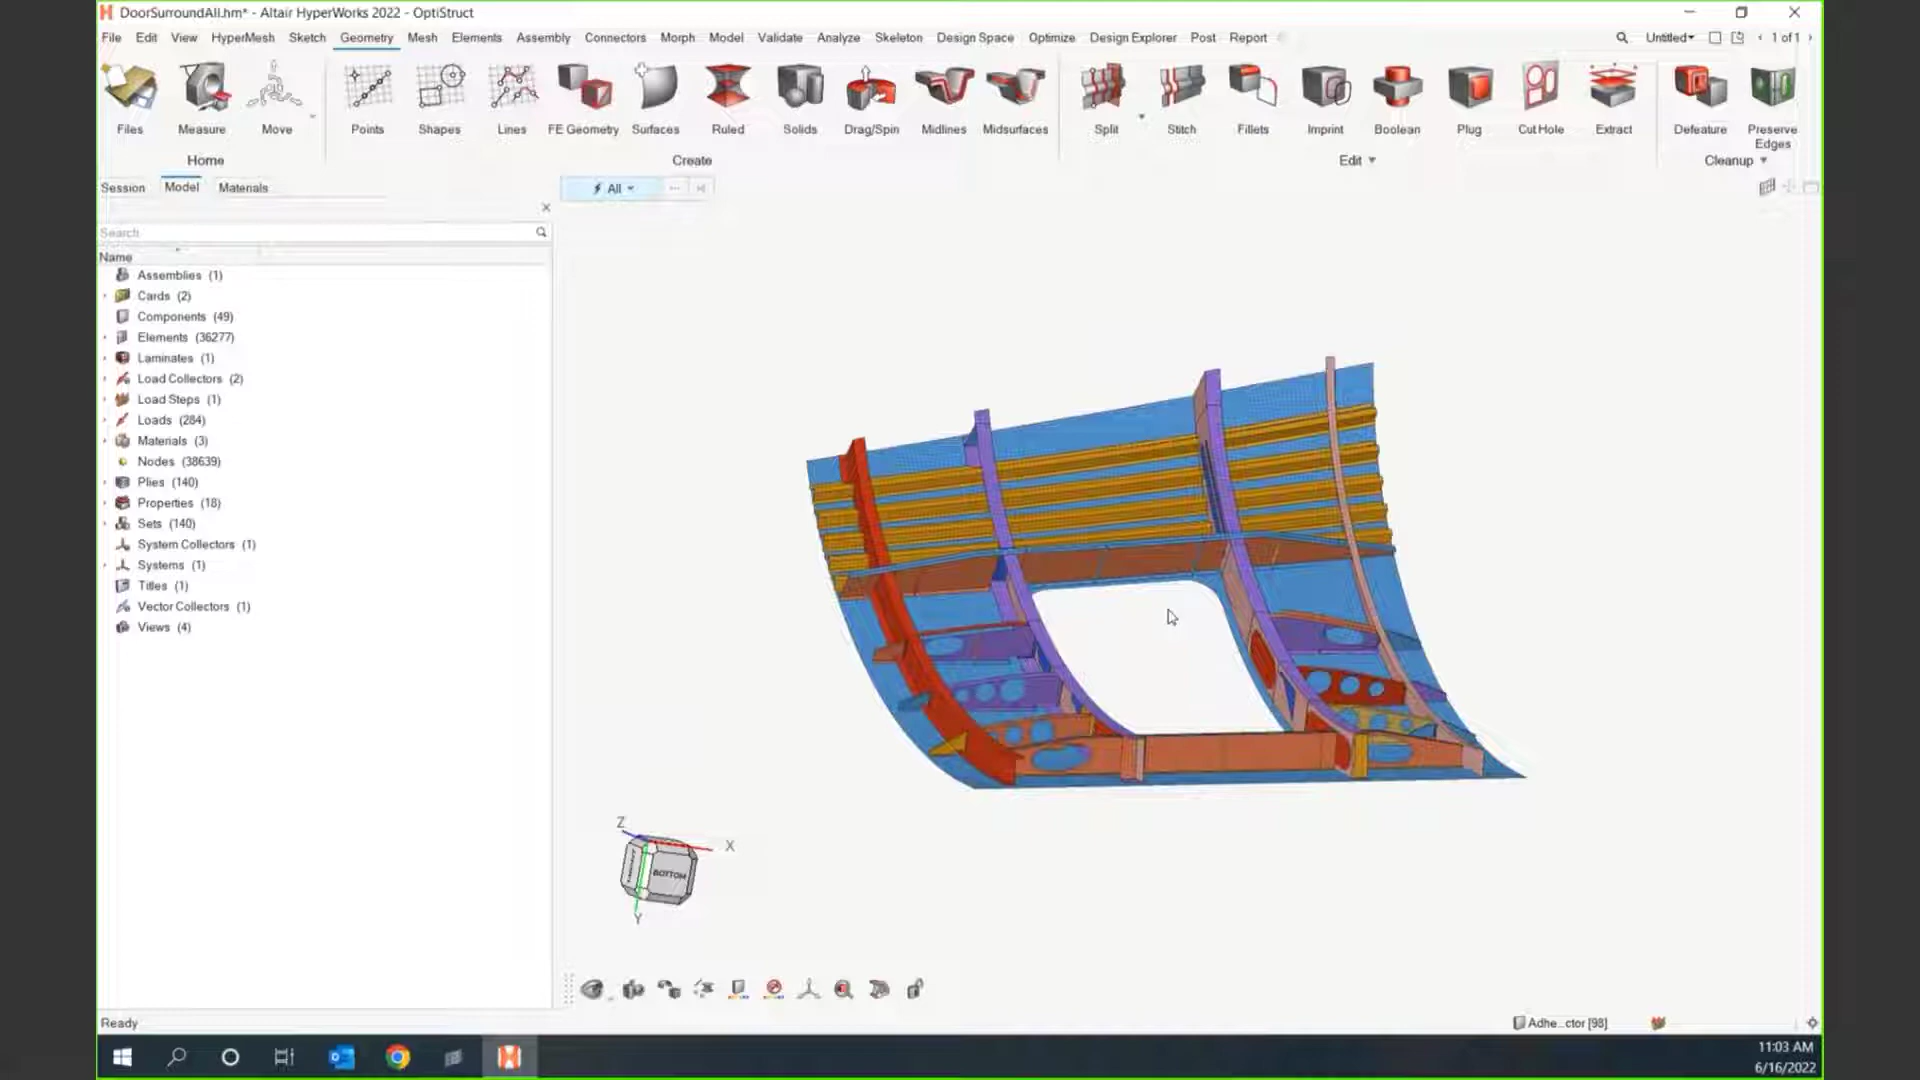 DoorSurroundAll.hm* - Altair HyperWorks 2022 - OptiStruct
File Edit View HyperMesh Sketch Geometry Mesh Elements Assembly Connectors Morph Model Validate Analyze Skeleton Design Space Optimize Design Explorer Post Report Untitled 1 of 1
Files Measure Move Points Shapes Lines FE Geometry Surfaces Ruled Solids Drag/Spin Midlines Midsurfaces Split Stitch Fillets Imprint Boolean Plug Cut Hole Extract Defeature Preserve Edges
Home Create Edit Cleanup
Session Model Materials
All
Search
Name
Assemblies (1)
Cards (2)
Components (49)
Elements (36277)
Laminates (1)
Load Collectors (2)
Load Steps (1)
Loads (284)
Materials (3)
Nodes (38639)
Plies (140)
Properties (18)
Sets (140)
System Collectors (1)
Systems (1)
Titles (1)
Vector Collectors (1)
Views (4)
Z
X
BOTTOM
Y
Ready
Adhe...ctor [98]
11:03 AM
6/16/2022